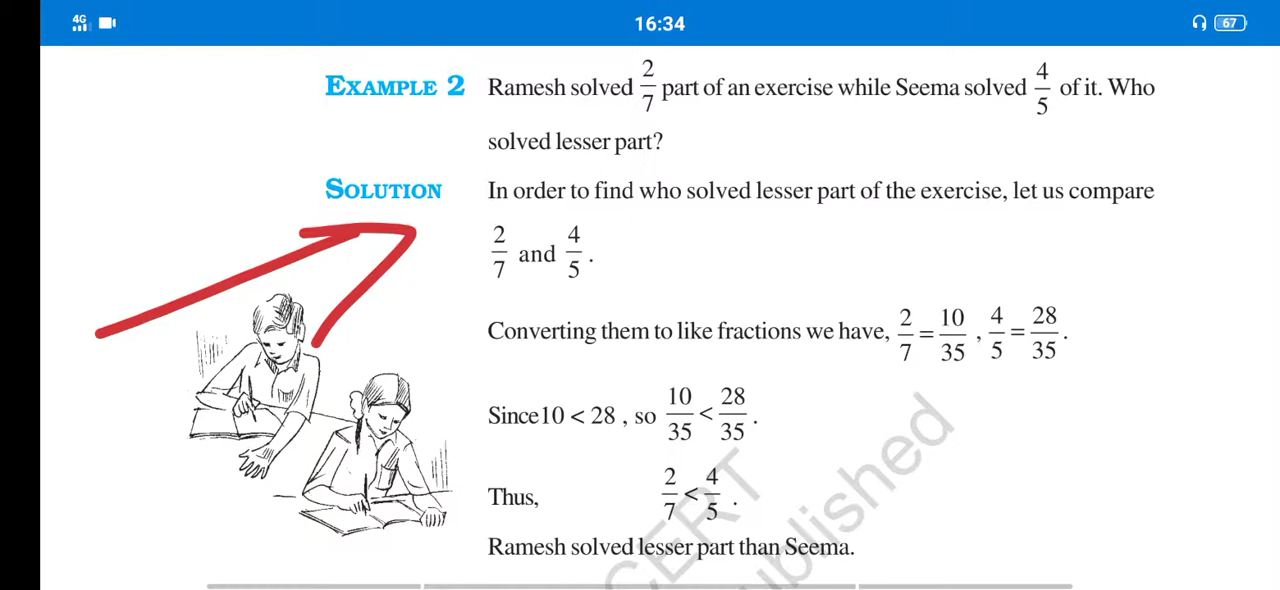 4G 16:34 67
EXAMPLE 2 Ramesh solved 2/7 part of an exercise while Seema solved 4/5 of it. Who
solved lesser part?
SOLUTION In order to find who solved lesser part of the exercise, let us compare
2/7 and 4/5 .
Converting them to like fractions we have, 2/7 = 10/35 , 4/5 = 28/35 .
Since 10 < 28 , so 10/35 < 28/35 .
Thus, 2/7 < 4/5 .
Ramesh solved lesser part than Seema.